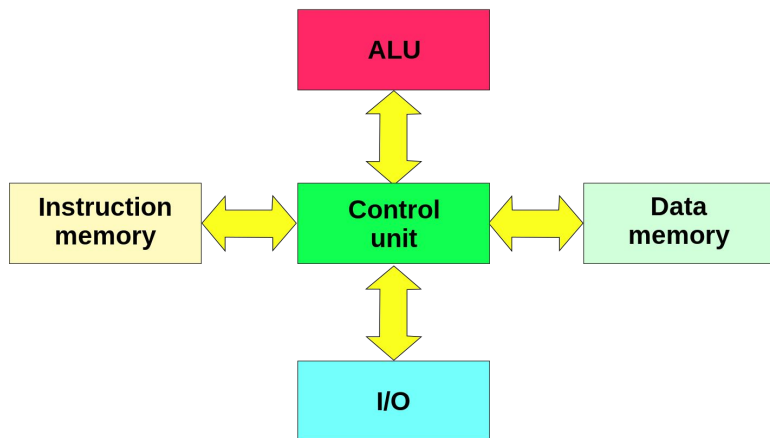 ALU
Instruction
memory
Control
unit
Data
memory
I/O